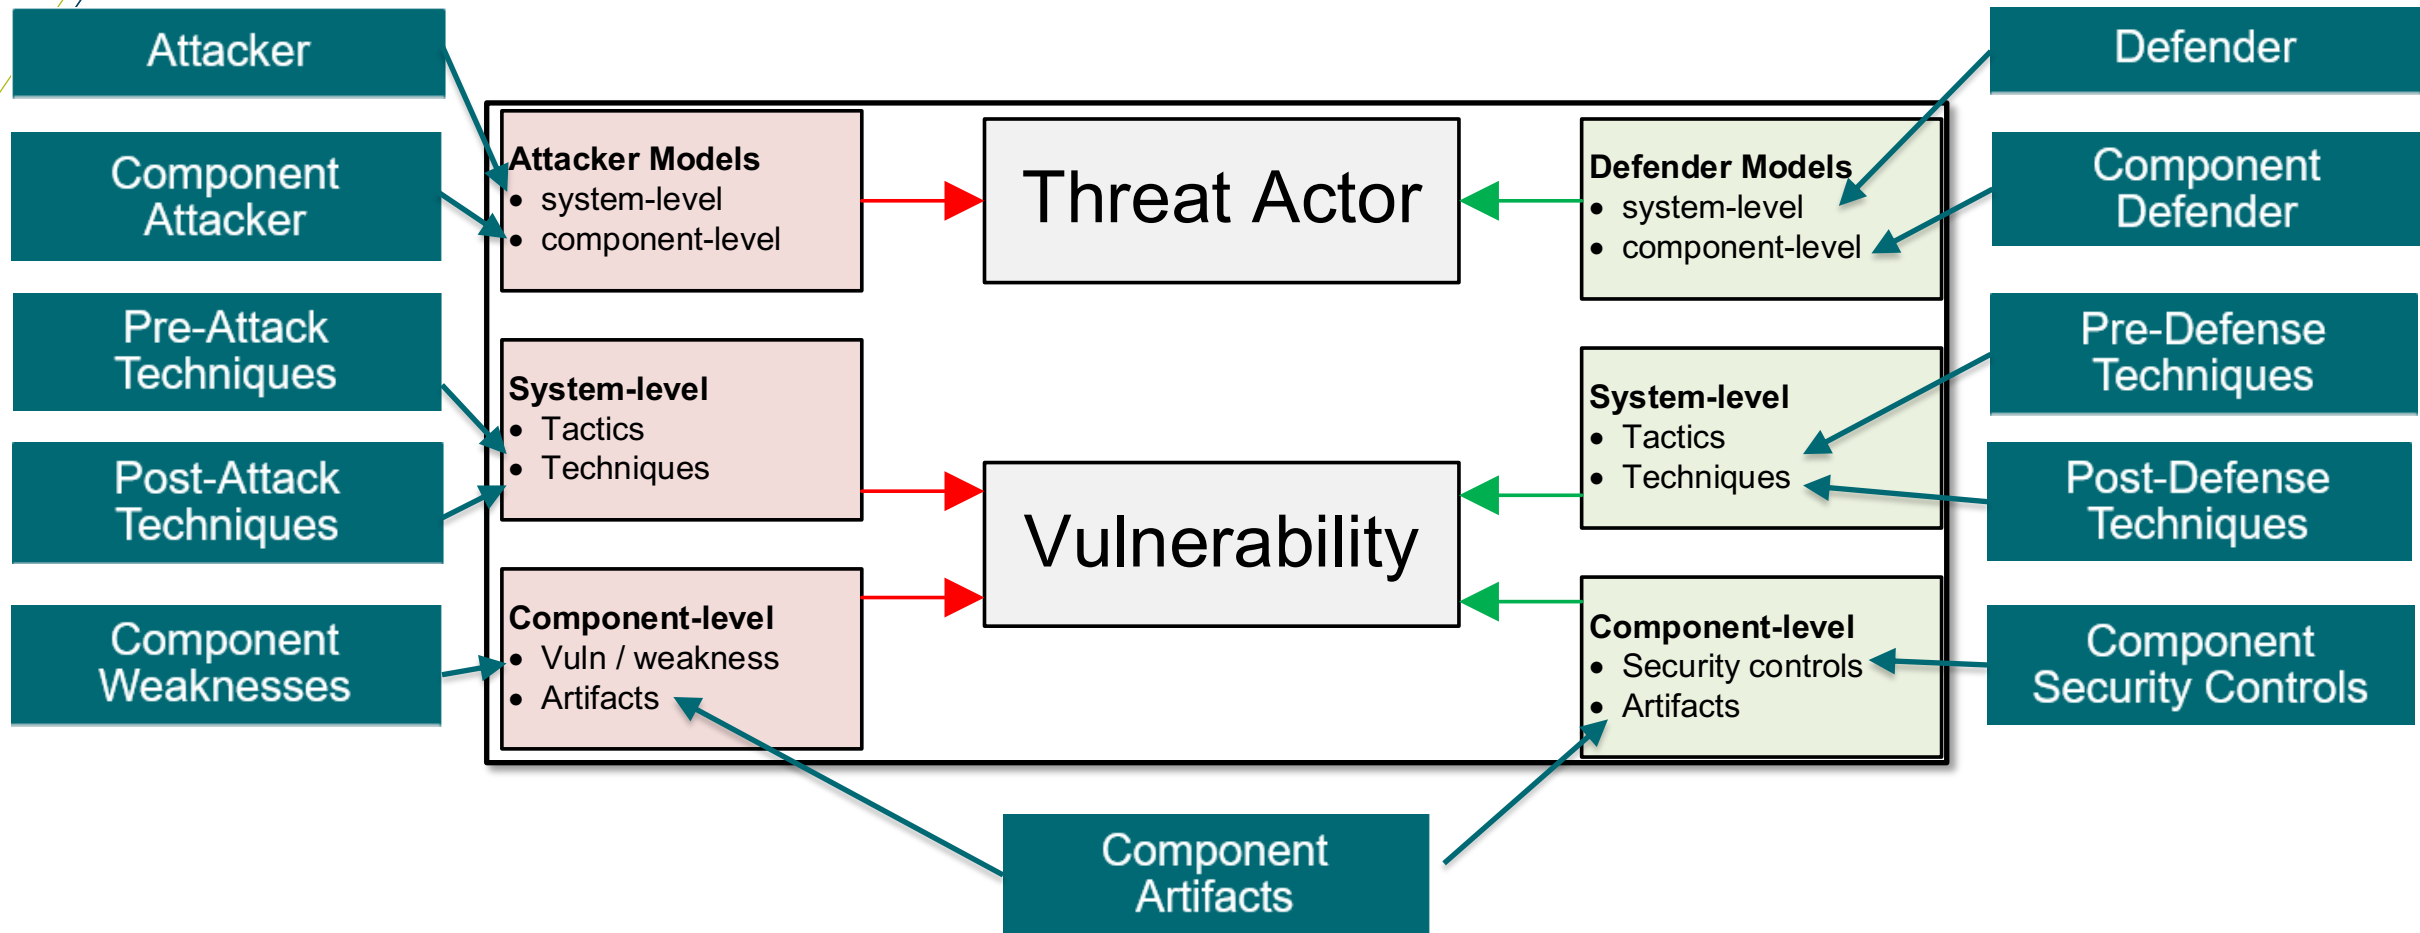 Attacker
Component
Attacker
Pre-Attack
Techniques
Post-Attack
Techniques
Component
Weaknesses
Attacker Models
• system-level
• component-level
System-level
• Tactics
• Techniques
Component-level
• Vuln / weakness
• Artifacts
Threat Actor
Vulnerability
Defender Models
• system-level
• component-level
System-level
• Tactics
• Techniques
Component-level
• Security controls
• Artifacts
Defender
Component
Defender
Pre-Defense
Techniques
Post-Defense
Techniques
Component
Security Controls
Component
Artifacts